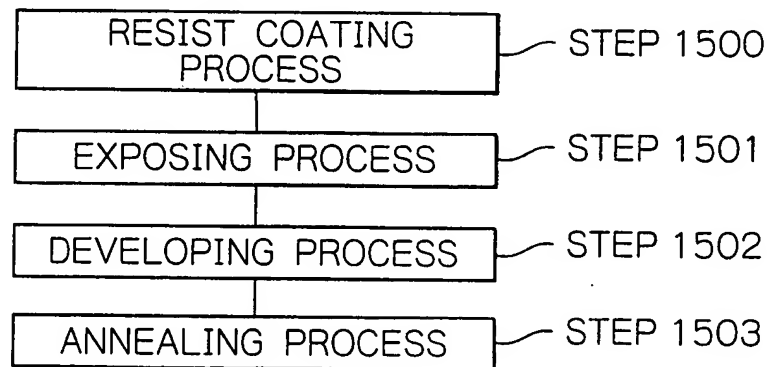 RESIST COATING
PROCESS
STEP 1500
EXPOSING PROCESS
STEP 1501
DEVELOPING PROCESS
STEP 1502
ANNEALING PROCESS
STEP 1503